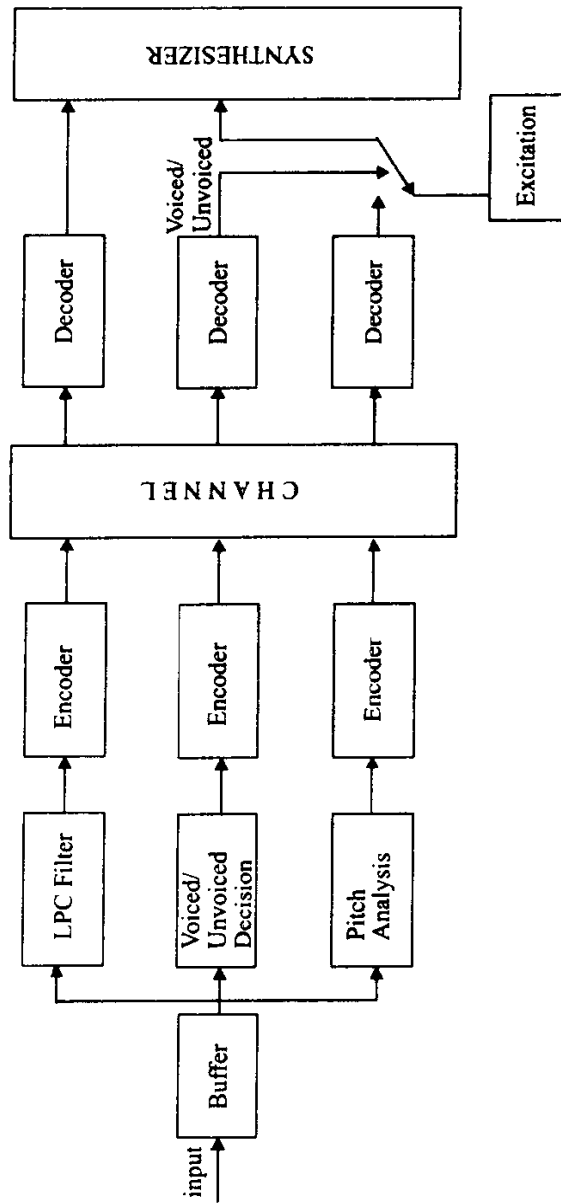 input
Buffer
LPC Filter
Voiced/
Unvoiced
Decision
Pitch
Analysis
Encoder
Encoder
Encoder
CHANNEL
Decoder
Decoder
Decoder
Voiced/
Unvoiced
SYNTHESIZER
Excitation